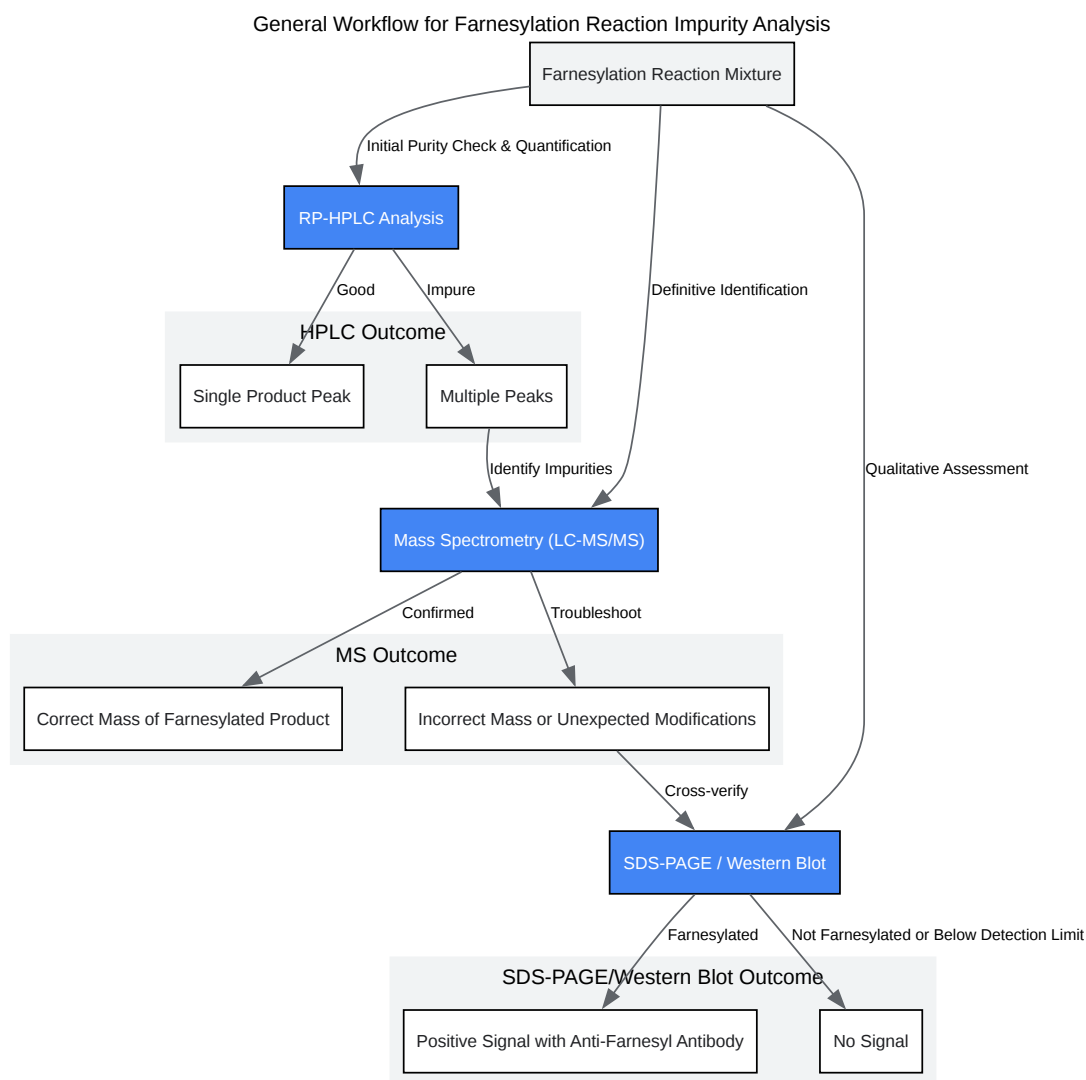 General Workflow for Farnesylation Reaction Impurity Analysis
Farnesylation Reaction Mixture
Initial Purity Check & Quantification
RP-HPLC Analysis
Good
Impure
Definitive Identification
HPLC Outcome
Single Product Peak
Multiple Peaks
Identify Impurities
Qualitative Assessment
Mass Spectrometry (LC-MS/MS)
Confirmed
Troubleshoot
MS Outcome
Correct Mass of Farnesylated Product
Incorrect Mass or Unexpected Modifications
Cross-verify
SDS-PAGE / Western Blot
Farnesylated
Not Farnesylated or Below Detection Limit
SDS-PAGE/Western Blot Outcome
Positive Signal with Anti-Farnesyl Antibody
No Signal